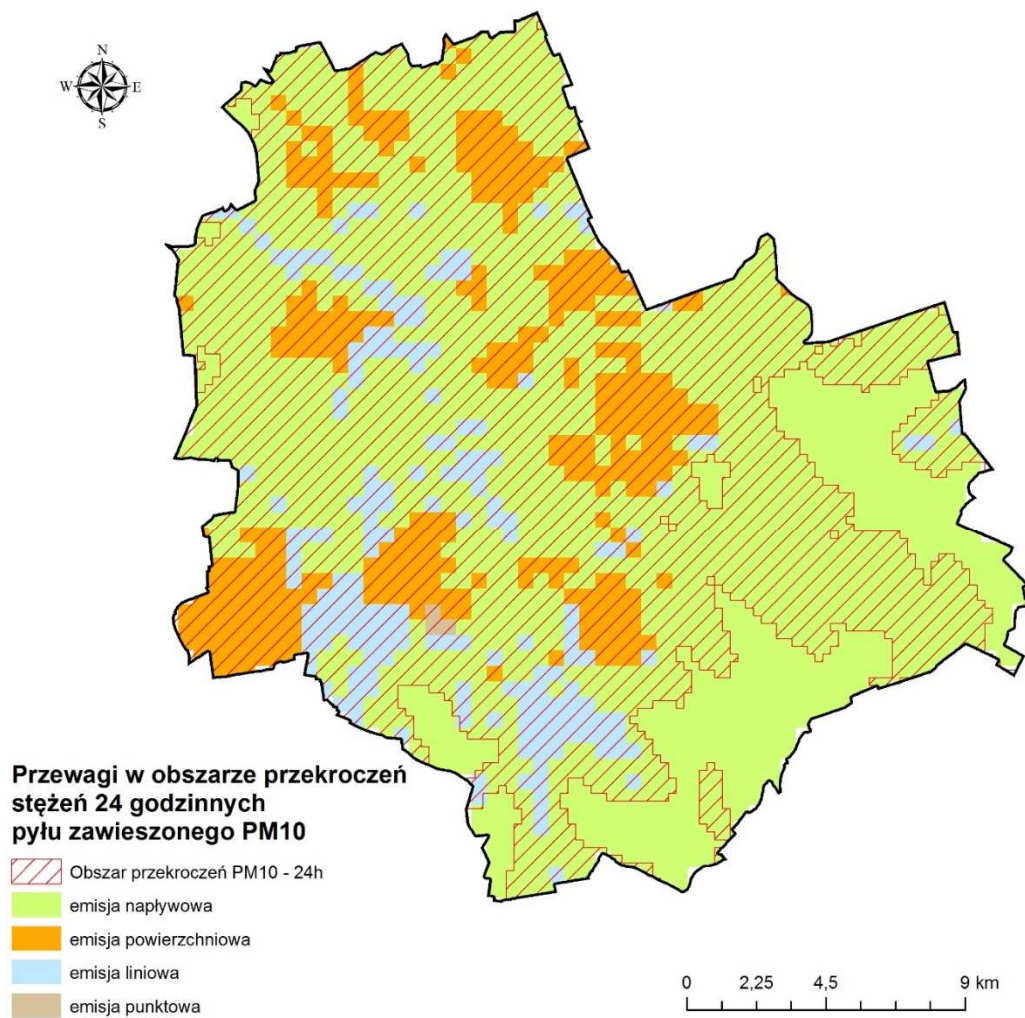 N
W E
S
Przewagi w obszarze przekroczeń
stężeń 24 godzinnych
pyłu zawieszonego PM10
Obszar przekroczeń PM10 - 24h
emisja napływowa
emisja powierzchniowa
emisja liniowa
emisja punktowa
0 2,25 4,5 9 km